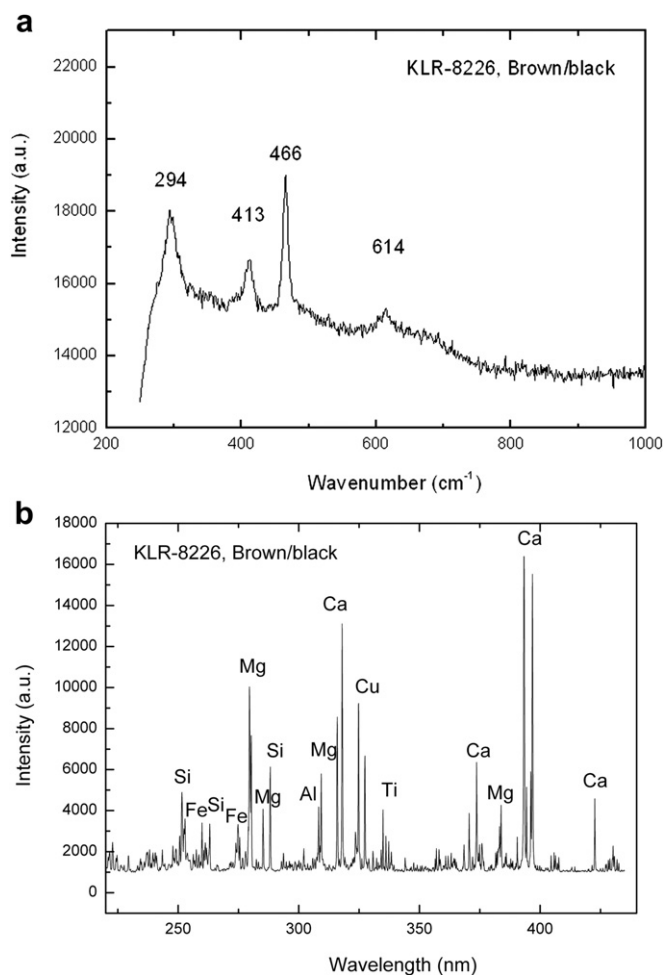 a
22000
KLR-8226, Brown/black
20000
466
294
18000
413
614
16000
14000
12000
Intensity (a.u.)
200 400 600 800 1000
Wavenumber (cm-1)
b
18000
KLR-8226, Brown/black
Ca
16000
14000
Ca
12000
Mg
Cu
10000
8000
Si Mg
Ca
6000
Si
Fe Si Fe Mg Al Ti Mg Ca
4000
2000
0
Intensity (a.u.)
250 300 350 400
Wavelength (nm)